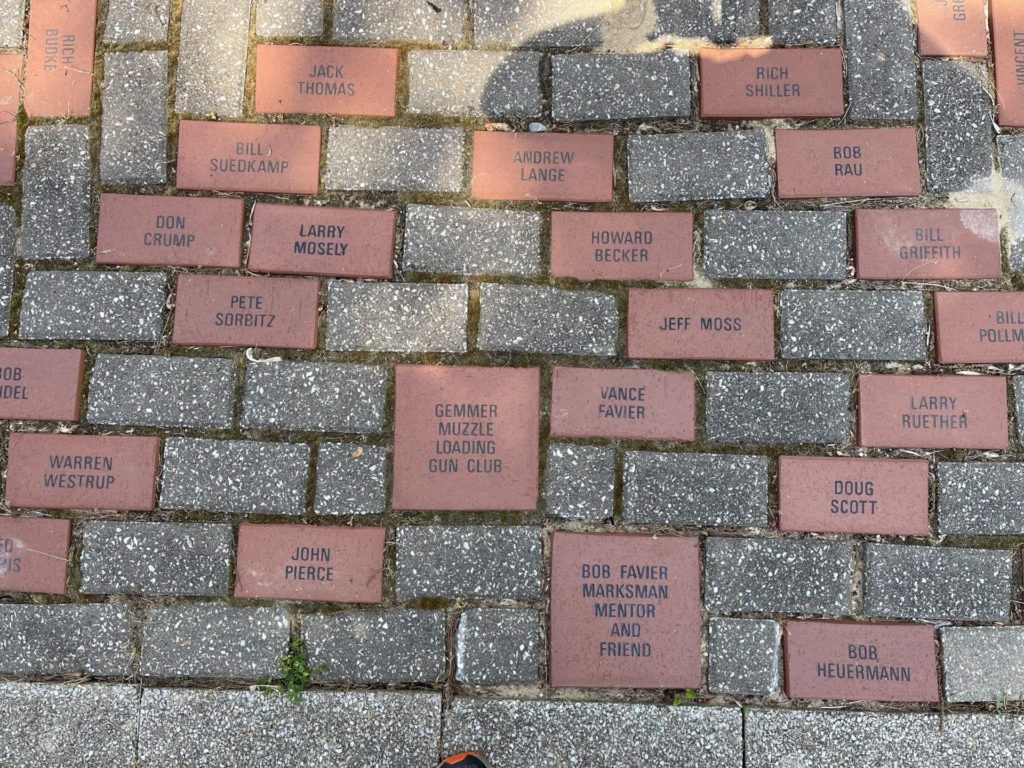 RICH
BUDKE
JACK
THOMAS
RICH
SHILLER
VINCENT
BILL
SUEDKAMP
ANDREW
LANGE
BOB
RAU
DON
CRUMP
LARRY
MOSELY
HOWARD
BECKER
BILL
GRIFFITH
PETE
SORBITZ
JEFF MOSS
BILL
VANCE
FAVIER
LARRY
RUETHER
GEMMER
MUZZLE
LOADING
GUN CLUB
WARREN
WESTRUP
DOUG
SCOTT
JOHN
PIERCE
BOB FAVIER
MARKSMAN
MENTOR
AND
FRIEND
BOB
HEUERMANN